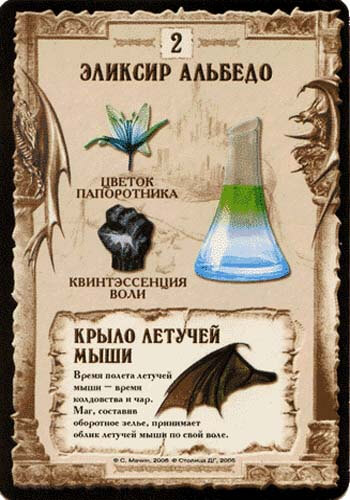 2
ЭЛИКСИР АЛЬБЕДО
ЦВЕТОК
ПАПОРОТНИКА
КВИНТЭССЕНЦИЯ
ВОЛИ
КРЫЛО ЛЕТУЧЕЙ
МЫШИ
Время полета летучей
мыши — время
колдовства и чар.
Маг, составив
оборотное зелье, принимает
облик летучей мыши по свой воле.
© С. Мачин, 2006 © Столица ДГ, 2006